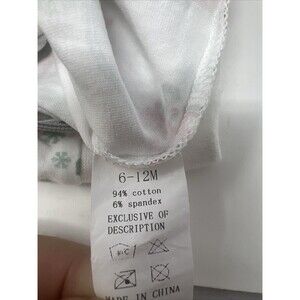 6-12M
94% cotton
6% spandex
EXCLUSIVE OF
DESCRIPTION
MADE IN CHINA